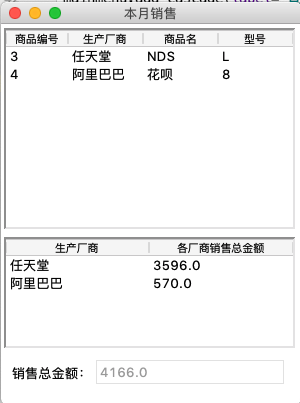 本月销售
商品编号 生产厂商 商品名 型号
3 任天堂 NDS L
4 阿里巴巴 花呗 8
生产厂商 各厂商销售总金额
任天堂 3596.0
阿里巴巴 570.0
销售总金额: 4166.0